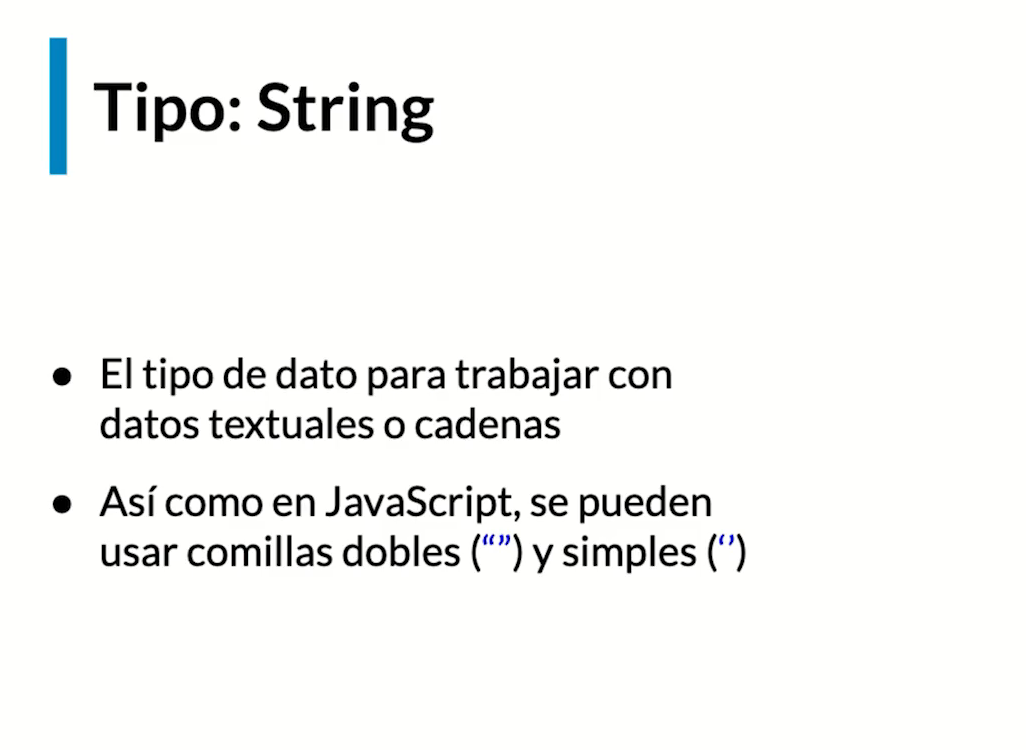 Tipo: String
● El tipo de dato para trabajar con
datos textuales o cadenas
● Así como en JavaScript, se pueden
usar comillas dobles (“”) y simples (‘’)